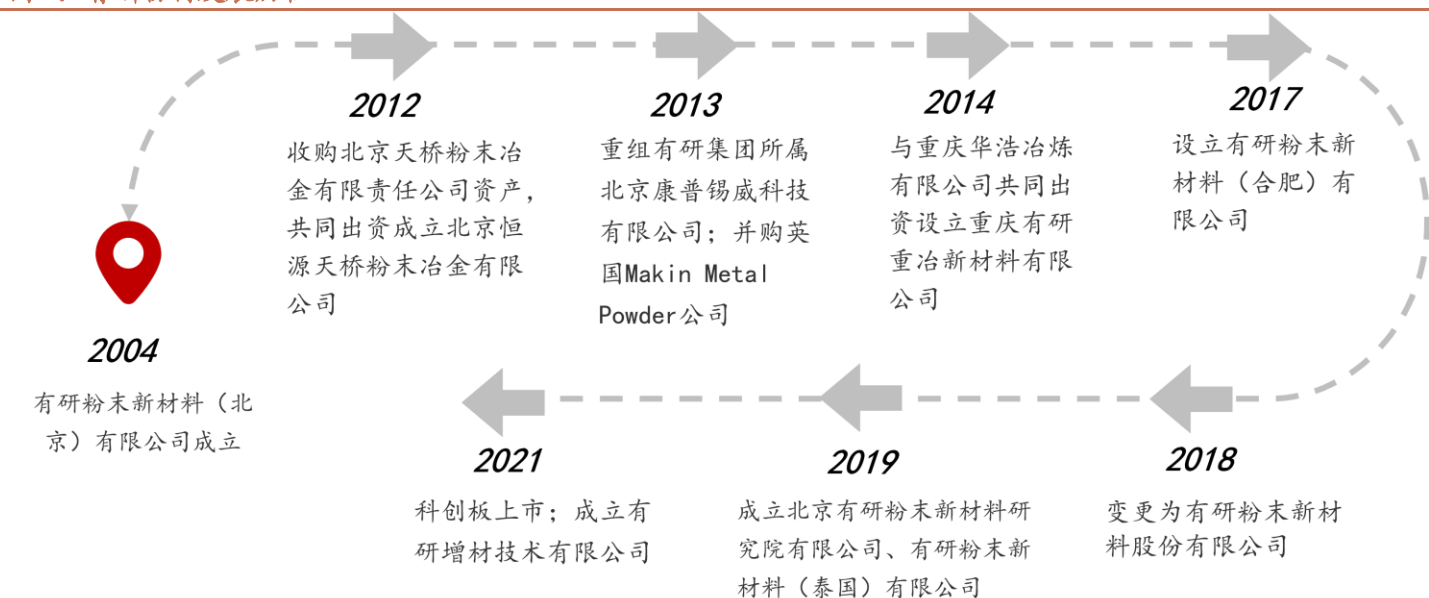 2004
有研粉末新材料（北
京）有限公司成立
2012
收购北京天桥粉末冶
金有限责任公司资产，
共同出资成立北京恒
源天桥粉末冶金有限
公司
2013
重组有研集团所属
北京康普锡威科技
有限公司；并购英
国Makin Metal
Powder公司
2014
与重庆华浩冶炼
有限公司共同出
资设立重庆有研
重冶新材料有限
公司
2017
设立有研粉末新
材料（合肥）有
限公司
2018
变更为有研粉末新材
料股份有限公司
2019
成立北京有研粉末新材料研
究院有限公司、有研粉末新
材料（泰国）有限公司
2021
科创板上市；成立有
研增材技术有限公司